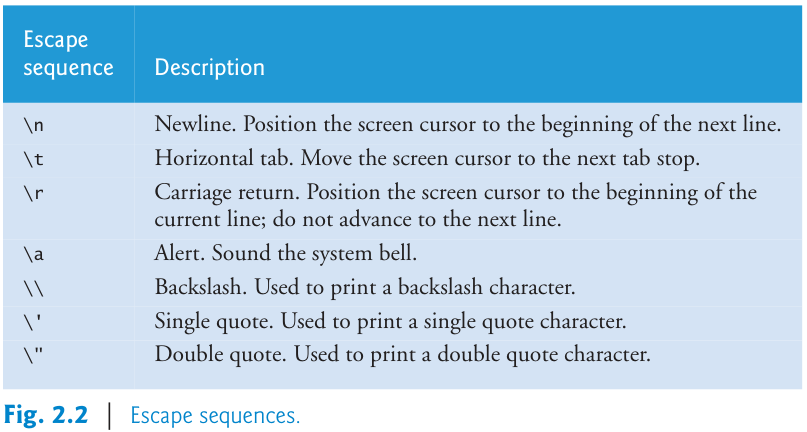 Escape
sequence Description
\n Newline. Position the screen cursor to the beginning of the next line.
\t Horizontal tab. Move the screen cursor to the next tab stop.
\r Carriage return. Position the screen cursor to the beginning of the
current line; do not advance to the next line.
\a Alert. Sound the system bell.
\\ Backslash. Used to print a backslash character.
\' Single quote. Used to print a single quote character.
\" Double quote. Used to print a double quote character.
Fig. 2.2 | Escape sequences.